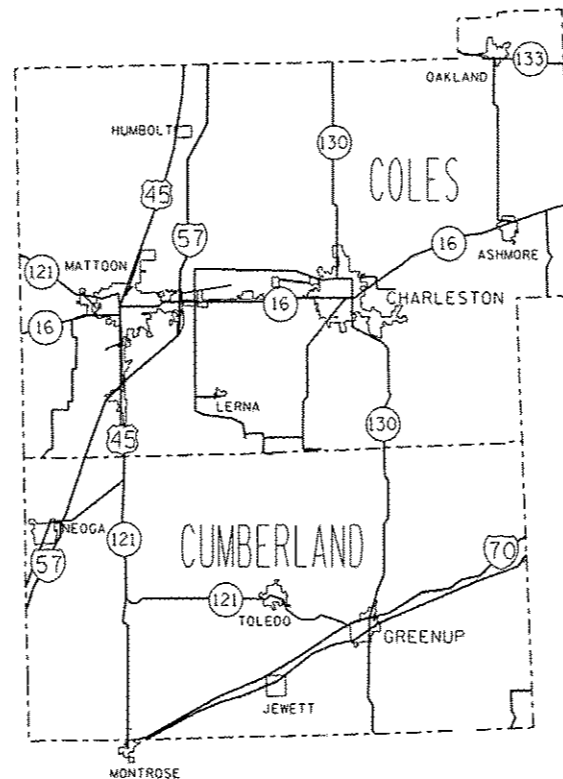 133
OAKLAND
HUMBOLT
130
COLES
45
57
16
ASHMORE
121
MATTOON
CHARLESTON
16
16
LERNA
130
45
NEOGA
121
CUMBERLAND
70
57
121
TOLEDO
GREENUP
JEWETT
MONTROSE